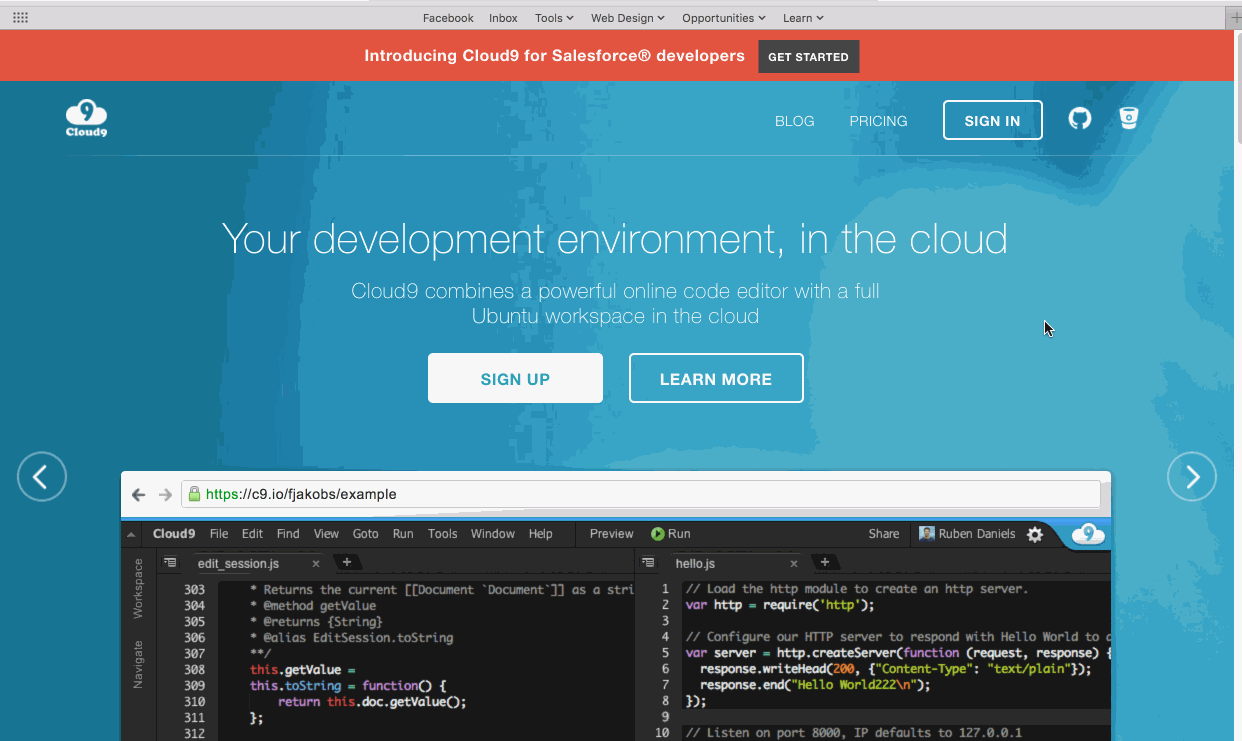 Facebook Inbox Tools Web Design Opportunities Learn
Introducing Cloud9 for Salesforce® developers GET STARTED
9
Cloud9
BLOG PRICING SIGN IN
Your development environment, in the cloud
Cloud9 combines a powerful online code editor with a full
Ubuntu workspace in the cloud
SIGN UP LEARN MORE
https://c9.io/fjakobs/example
Cloud9 File Edit Find View Goto Run Tools Window Help Preview Run Share Ruben Daniels 9
Workspace
Navigate
edit_session.js x +
303 * Returns the current [[Document `Document`]] as a stri
304 * @method getValue
305 * @returns {String}
306 * @alias EditSession.toString
307 **/
308 this.getValue =
309 this.toString = function() {
310 return this.doc.getValue();
311 };
312
hello.js x +
1 // Load the http module to create an http server.
2 var http = require('http');
3
4 // Configure our HTTP server to respond with Hello World to
5 var server = http.createServer(function (request, response) {
6 response.writeHead(200, {"Content-Type": "text/plain"});
7 response.end("Hello World222\n");
8 });
9
10 // Listen on port 8000, IP defaults to 127.0.0.1